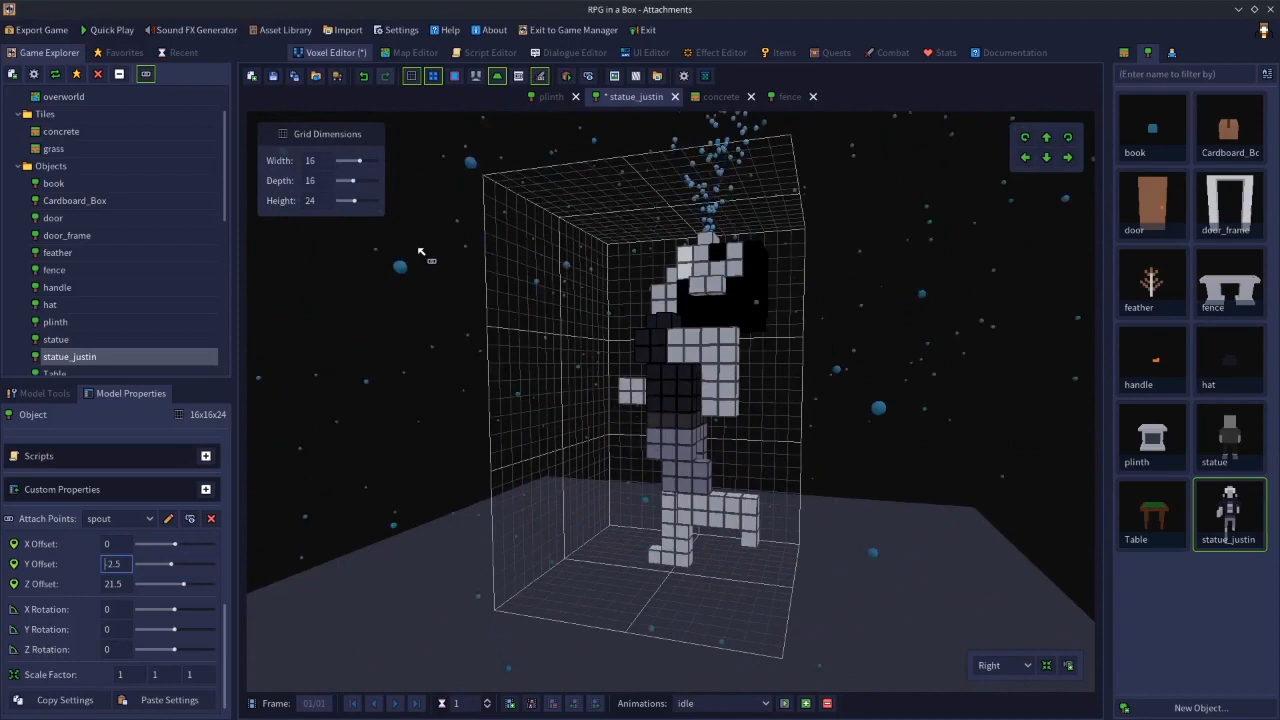 RPG in a Box - Attachments
Export Game Quick Play Sound FX Generator Asset Library Import Settings Help About Exit to Game Manager Exit
Game Explorer Favorites Recent Voxel Editor (*) Map Editor Script Editor Dialogue Editor UI Editor Effect Editor Items Quests Combat Stats Documentation
(Enter name to filter by)
plinth * statue_justin concrete fence
overworld
Tiles
concrete
grass
Objects
book
Cardboard_Box
door
door_frame
feather
fence
handle
hat
plinth
statue
statue_justin
Grid Dimensions
Width: 16
Depth: 16
Height: 24
Model Tools Model Properties
Object 16x16x24
Scripts
Custom Properties
Attach Points: spout
X Offset: 0
Y Offset: -2.5
Z Offset: 21.5
X Rotation: 0
Y Rotation: 0
Z Rotation: 0
Scale Factor: 1 1 1
Copy Settings Paste Settings
Right
Frame: 01/01 1 Animations: idle
book Cardboard_Bc
door door_frame
feather fence
handle hat
plinth statue
Table statue_justin
New Object...